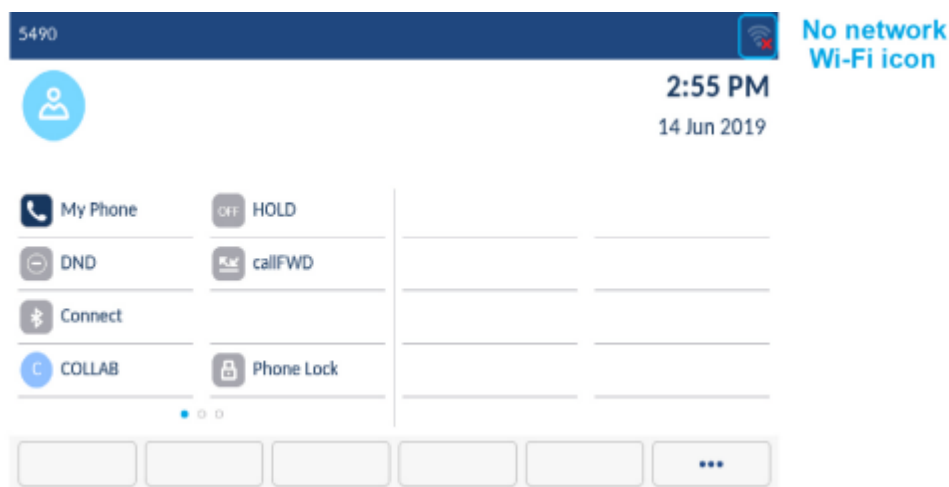 5490
No network
Wi-Fi icon
2:55 PM
14 Jun 2019
My Phone
OFF HOLD
DND
callFWD
Connect
C COLLAB
Phone Lock